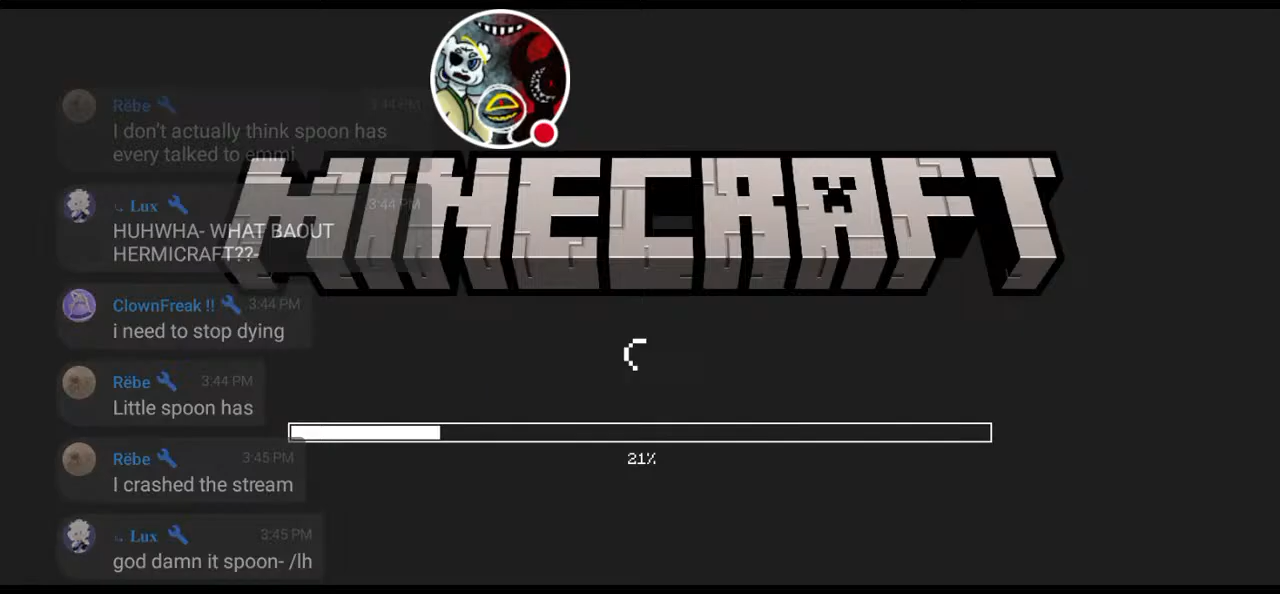 Rëbe 3:44 PM
I don't actually think spoon has
every talked to emmi
MINECRAFT
Lux 3:44 PM
HUHWHA- WHAT BAOUT
HERMICRAFT??-
ClownFreak !! 3:44 PM
i need to stop dying
Rëbe 3:44 PM
Little spoon has
21%
Rëbe 3:45 PM
I crashed the stream
Lux 3:45 PM
god damn it spoon- /lh